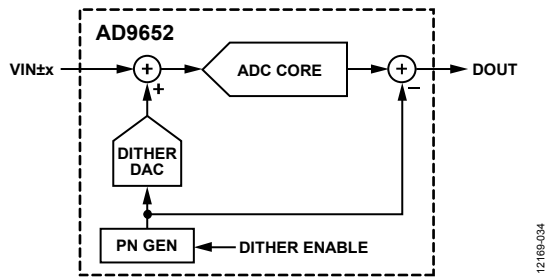 AD9652
VIN±x
+
+
ADC CORE
+
−
DOUT
DITHER
DAC
PN GEN
DITHER ENABLE
12169-034